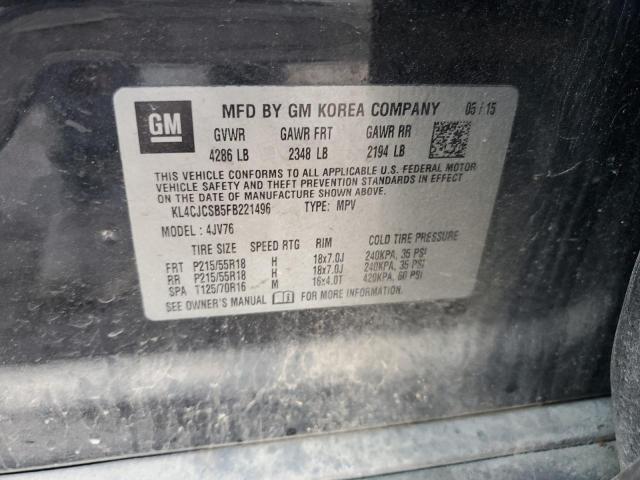 GM MFD BY GM KOREA COMPANY 05/15
GVWR GAWR FRT GAWR RR
4286 LB 2348 LB 2194 LB
THIS VEHICLE CONFORMS TO ALL APPLICABLE U.S. FEDERAL MOTOR
VEHICLE SAFETY AND THEFT PREVENTION STANDARDS IN EFFECT
ON THE DATE OF MANUFACTURE SHOWN ABOVE.
KL4CJCSB5FB221496 TYPE: MPV
MODEL: 4JV76
TIRE SIZE SPEED RTG RIM COLD TIRE PRESSURE
FRT P215/55R18 H 18x7.0J 240KPA, 35 PSI
RR P215/55R18 H 18x7.0J 240KPA, 35 PSI
SPA T125/70R16 M 16x4.0T 420KPA, 60 PSI
SEE OWNER'S MANUAL FOR MORE INFORMATION.